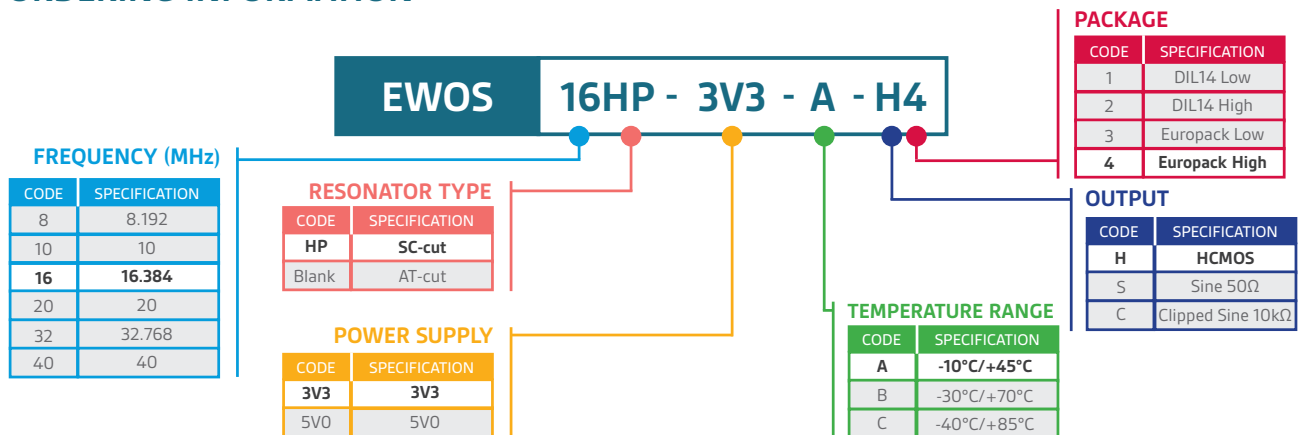 PACKAGE
CODE SPECIFICATION
1 DIL14 Low
2 DIL14 High
3 Europack Low
4 Europack High
EWOS 16HP - 3V3 - A - H4
FREQUENCY (MHz)
CODE SPECIFICATION
8 8.192
10 10
16 16.384
20 20
32 32.768
40 40
RESONATOR TYPE
CODE SPECIFICATION
HP SC-cut
Blank AT-cut
OUTPUT
CODE SPECIFICATION
H HCMOS
S Sine 50Ω
C Clipped Sine 10kΩ
POWER SUPPLY
CODE SPECIFICATION
3V3 3V3
5V0 5V0
TEMPERATURE RANGE
CODE SPECIFICATION
A -10°C/+45°C
B -30°C/+70°C
C -40°C/+85°C